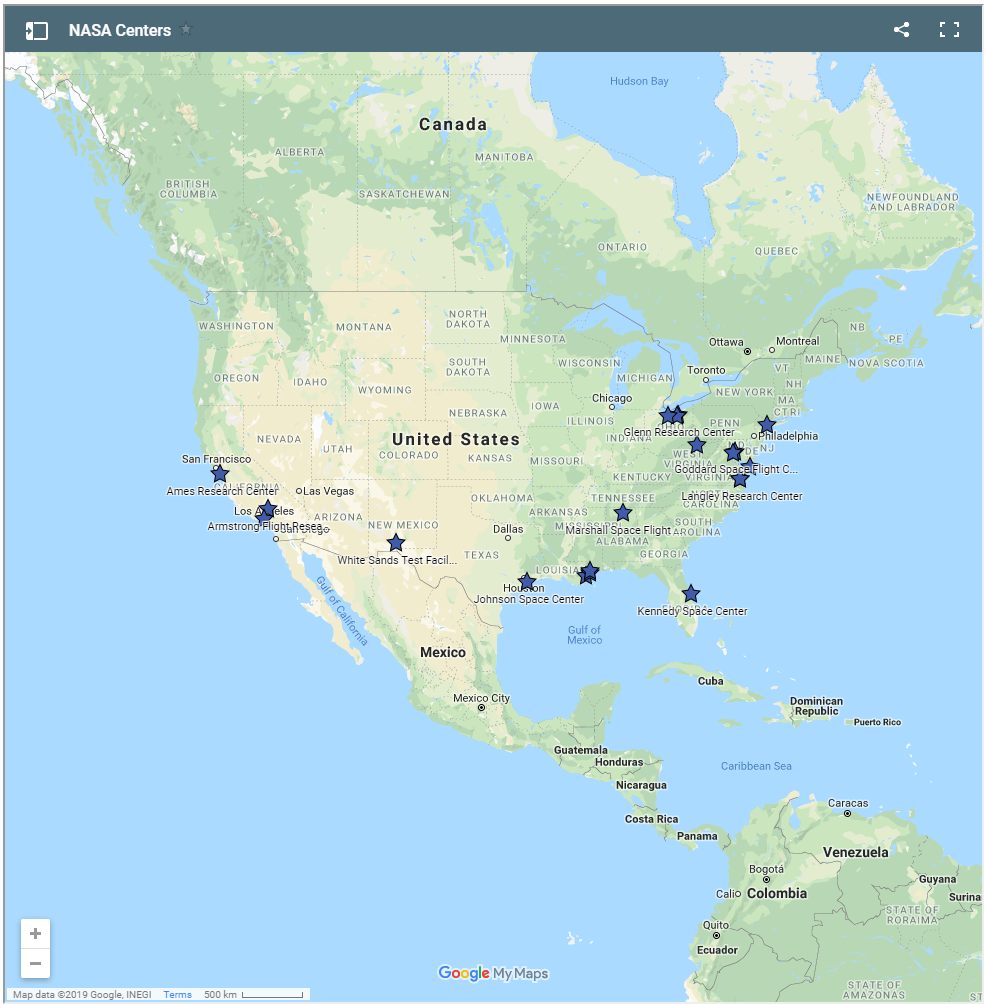 NASA Centers
Hudson Bay
Canada
ALBERTA
MANITOBA
BRITISH
COLUMBIA
SASKATCHEWAN
NEWFOUNDLAND
AND LABRADOR
ONTARIO
QUEBEC
WASHINGTON
MONTANA
NORTH
DAKOTA
MINNESOTA
NB
PE
NOVA SCOTIA
Ottawa
Montreal
MAINE
OREGON
IDAHO
SOUTH
DAKOTA
WISCONSIN
MICHIGAN
Toronto
VT
NH
WYOMING
NEW YORK
MA
CT RI
Chicago
IOWA
NEBRASKA
ILLINOIS
INDIANA
PENN
Glenn Research Center
Philadelphia
NJ
DE
NEVADA
UTAH
COLORADO
United States
KANSAS
MISSOURI
WEST
VIRGINIA
San Francisco
CALIFORNIA
Ames Research Center
Las Vegas
Goddard Space Flight C...
KENTUCKY
VIRGINIA
Langley Research Center
OKLAHOMA
TENNESSEE
CAROLINA
Los Angeles
ARIZONA
NEW MEXICO
ARKANSAS
Armstrong Flight Resea...
San Diego
Dallas
MISSISSIPPI
Marshall Space Flight
ALABAMA
SOUTH
CAROLINA
White Sands Test Facil...
TEXAS
GEORGIA
LOUISIANA
Houston
Johnson Space Center
Kennedy Space Center
FLORIDA
Gulf of California
Gulf of
Mexico
Mexico
Cuba
Mexico City
Dominican
Republic
Puerto Rico
Guatemala
Honduras
Caribbean Sea
Nicaragua
Caracas
Costa Rica
Panama
Venezuela
Bogotá
Guyana
Cali
Colombia
Surina
STATE OF
RORAIMA
Quito
Ecuador
Google My Maps
STATE OF
AMAZONAS
STATE OF
Map data ©2019 Google, INEGI Terms 500 km